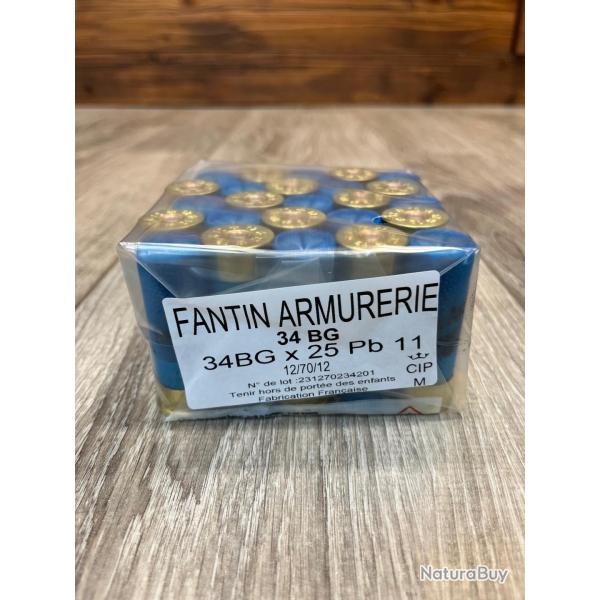 FANTIN ARMURERIE
34 BG
34BG x 25 Pb 11
12/70/12
CIP
N° de lot :231270234201
M
Tenir hors de portée des enfants
Fabrication Française
NaturaBuy